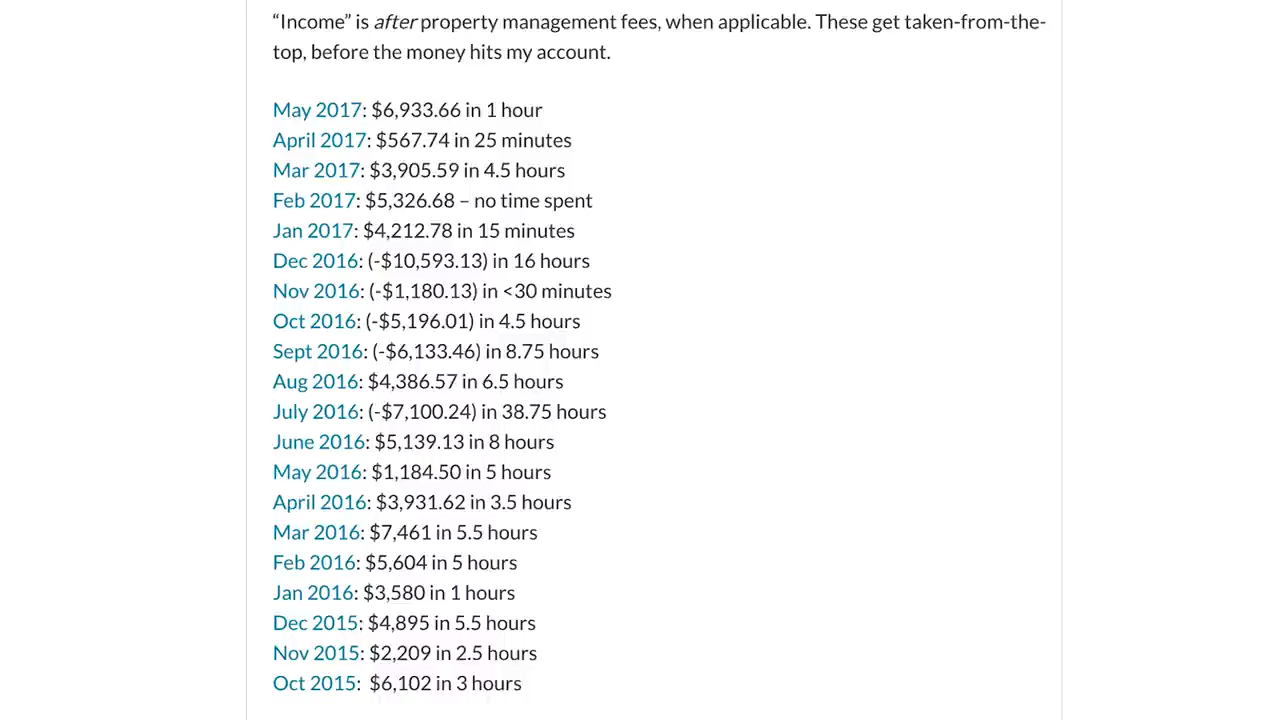 “Income” is after property management fees, when applicable. These get taken-from-the-
top, before the money hits my account.
May 2017: $6,933.66 in 1 hour
April 2017: $567.74 in 25 minutes
Mar 2017: $3,905.59 in 4.5 hours
Feb 2017: $5,326.68 – no time spent
Jan 2017: $4,212.78 in 15 minutes
Dec 2016: (-$10,593.13) in 16 hours
Nov 2016: (-$1,180.13) in <30 minutes
Oct 2016: (-$5,196.01) in 4.5 hours
Sept 2016: (-$6,133.46) in 8.75 hours
Aug 2016: $4,386.57 in 6.5 hours
July 2016: (-$7,100.24) in 38.75 hours
June 2016: $5,139.13 in 8 hours
May 2016: $1,184.50 in 5 hours
April 2016: $3,931.62 in 3.5 hours
Mar 2016: $7,461 in 5.5 hours
Feb 2016: $5,604 in 5 hours
Jan 2016: $3,580 in 1 hours
Dec 2015: $4,895 in 5.5 hours
Nov 2015: $2,209 in 2.5 hours
Oct 2015: $6,102 in 3 hours